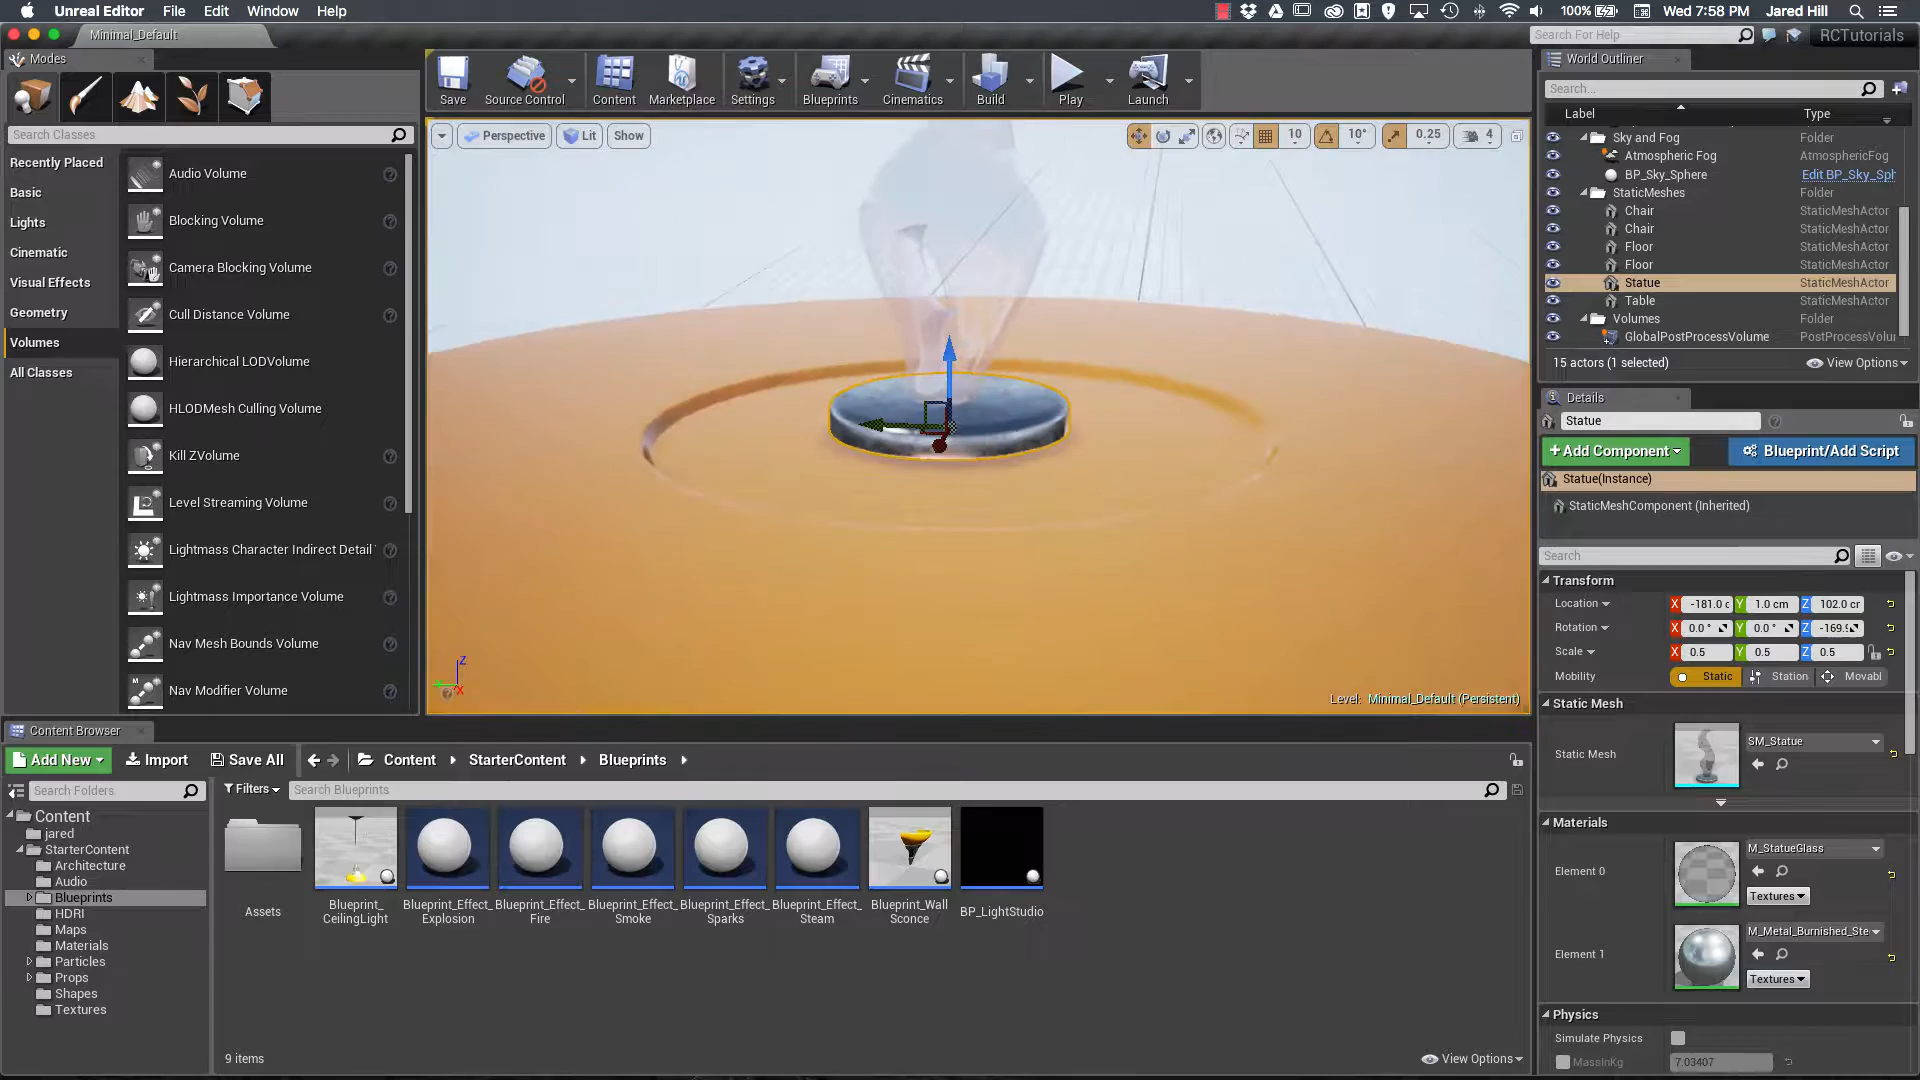 Unreal Editor File Edit Window Help 100% Wed 7:58 PM Jared Hill
Minimal_Default Search For Help RCTutorials
Modes
Search Classes
Recently Placed
Basic
Lights
Cinematic
Visual Effects
Geometry
Volumes
All Classes
Audio Volume
Blocking Volume
Camera Blocking Volume
Cull Distance Volume
Hierarchical LODVolume
HLODMesh Culling Volume
Kill ZVolume
Level Streaming Volume
Lightmass Character Indirect Detail
Lightmass Importance Volume
Nav Mesh Bounds Volume
Nav Modifier Volume
Save Source Control Content Marketplace Settings Blueprints Cinematics Build Play Launch
Perspective Lit Show 10 10° 0.25 4
Z
X
Level: Minimal_Default (Persistent)
World Outliner
Search...
Label Type
Sky and Fog Folder
Atmospheric Fog AtmosphericFog
BP_Sky_Sphere Edit BP_Sky_Sph
StaticMeshes Folder
Chair StaticMeshActor
Chair StaticMeshActor
Floor StaticMeshActor
Floor StaticMeshActor
Statue StaticMeshActor
Table StaticMeshActor
Volumes Folder
GlobalPostProcessVolume PostProcessVolu
15 actors (1 selected) View Options
Details
Statue
+Add Component Blueprint/Add Script
Statue(Instance)
StaticMeshComponent (Inherited)
Search
Transform
Location X -181.0 c Y 1.0 cm Z 102.0 cr
Rotation X 0.0 ° Y 0.0 ° Z -169.9
Scale X 0.5 Y 0.5 Z 0.5
Mobility Static Station Movabl
Static Mesh
Static Mesh SM_Statue
Materials
Element 0 M_StatueGlass
Textures
Element 1 M_Metal_Burnished_Ste
Textures
Physics
Simulate Physics
MassInKg 7.03407
Content Browser
Add New Import Save All Content StarterContent Blueprints
Search Folders Filters Search Blueprints
Content
jared
StarterContent
Architecture
Audio
Blueprints
HDRI
Maps
Materials
Particles
Props
Shapes
Textures
Assets
Blueprint_
CeilingLight
Blueprint_Effect_
Explosion
Blueprint_Effect_
Fire
Blueprint_Effect_
Smoke
Blueprint_Effect_
Sparks
Blueprint_Effect_
Steam
Blueprint_Wall
Sconce
BP_LightStudio
9 items View Options